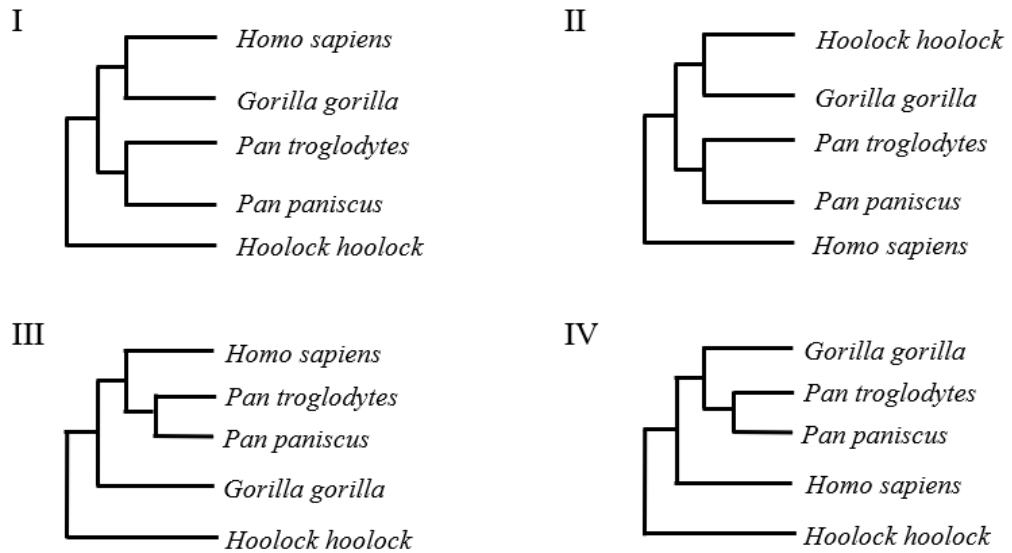 I
Homo sapiens
Gorilla gorilla
Pan troglodytes
Pan paniscus
Hoolock hoolock
II
Hoolock hoolock
Gorilla gorilla
Pan troglodytes
Pan paniscus
Homo sapiens
III
Homo sapiens
Pan troglodytes
Pan paniscus
Gorilla gorilla
Hoolock hoolock
IV
Gorilla gorilla
Pan troglodytes
Pan paniscus
Homo sapiens
Hoolock hoolock